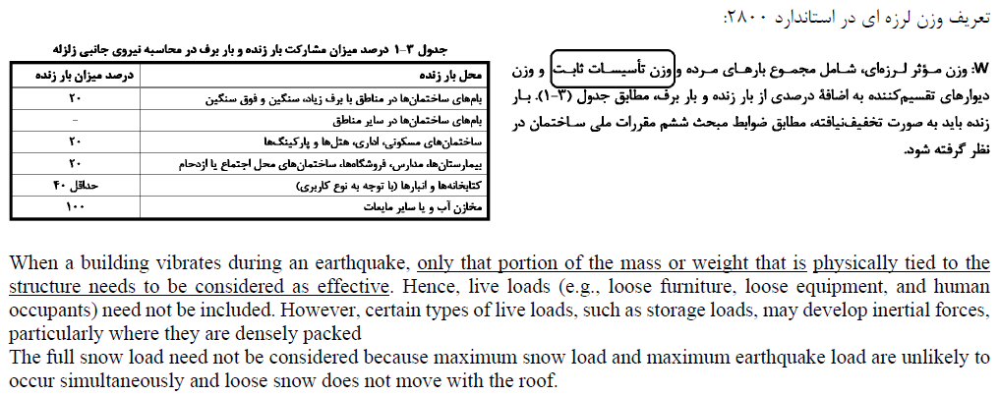 تعریف وزن لرزه ای در استاندارد ۲۸۰۰:
W: وزن مؤثر لرزه‌ای، شامل مجموع بارهای مرده و وزن تأسیسات ثابت و وزن
دیوارهای تقسیم‌کننده به اضافهٔ درصدی از بار زنده و بار برف، مطابق جدول (۳-۱). بار
زنده باید به صورت تخفیف‌نیافته، مطابق ضوابط مبحث ششم مقررات ملی ساختمان در
نظر گرفته شود.
جدول ۳-۱ درصد میزان مشارکت بار زنده و بار برف در محاسبه نیروی جانبی زلزله
محل بار زنده درصد میزان بار زنده
بام‌های ساختمان‌ها در مناطق با برف زیاد، سنگین و فوق سنگین ۲۰
بام‌های ساختمان‌ها در سایر مناطق -
ساختمان‌های مسکونی، اداری، هتل‌ها و پارکینگ‌ها ۲۰
بیمارستان‌ها، مدارس، فروشگاه‌ها، ساختمان‌های محل اجتماع یا ازدحام ۲۰
کتابخانه‌ها و انبارها (با توجه به نوع کاربری) حداقل ۴۰
مخازن آب و یا سایر مایعات ۱۰۰
When a building vibrates during an earthquake, only that portion of the mass or weight that is physically tied to the
structure needs to be considered as effective. Hence, live loads (e.g., loose furniture, loose equipment, and human
occupants) need not be included. However, certain types of live loads, such as storage loads, may develop inertial forces,
particularly where they are densely packed
The full snow load need not be considered because maximum snow load and maximum earthquake load are unlikely to
occur simultaneously and loose snow does not move with the roof.